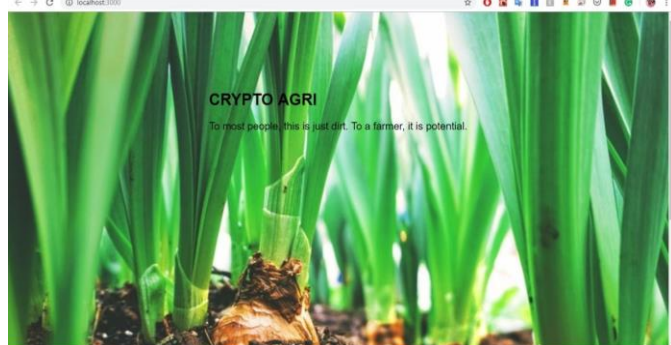 localhost:3000
CRYPTO AGRI
To most people, this is just dirt. To a farmer, it is potential.